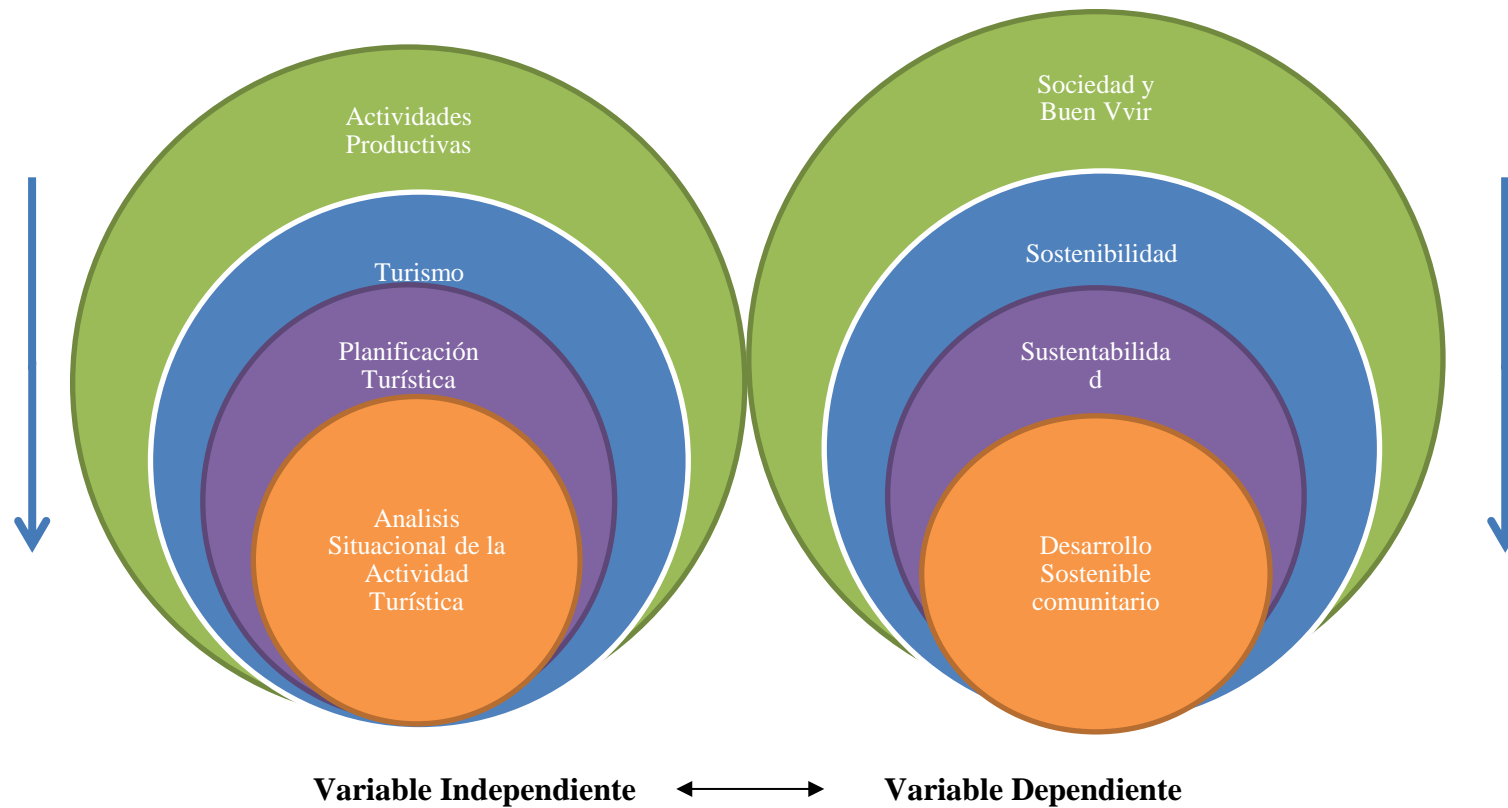 Actividades
Productivas
Turismo
Planificación
Turística
Analisis
Situacional de la
Actividad
Turística
Sociedad y
Buen Vvir
Sostenibilidad
Sustentabilida
d
Desarrollo
Sostenible
comunitario
Variable Independiente
Variable Dependiente